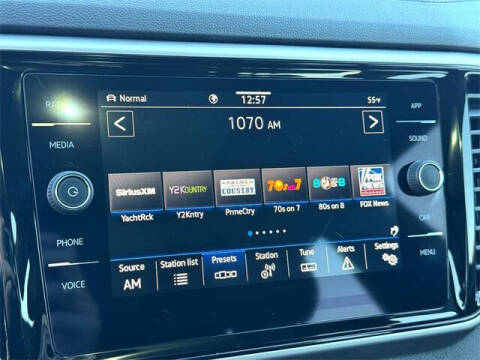 RADIO
MEDIA
PHONE
VOICE
Normal
12:57
55°F
1070 AM
SiriusXM
Y2KOUNTRY
PRIME COUNTRY
70s on 7
80s 8
FOX NEWS
YachtRck
Y2Kntry
PrmeCtry
70s on 7
80s on 8
FOX News
Source
AM
Station list
Presets
Station
Tune
Alerts
Settings
APP
SOUND
CAR
MENU